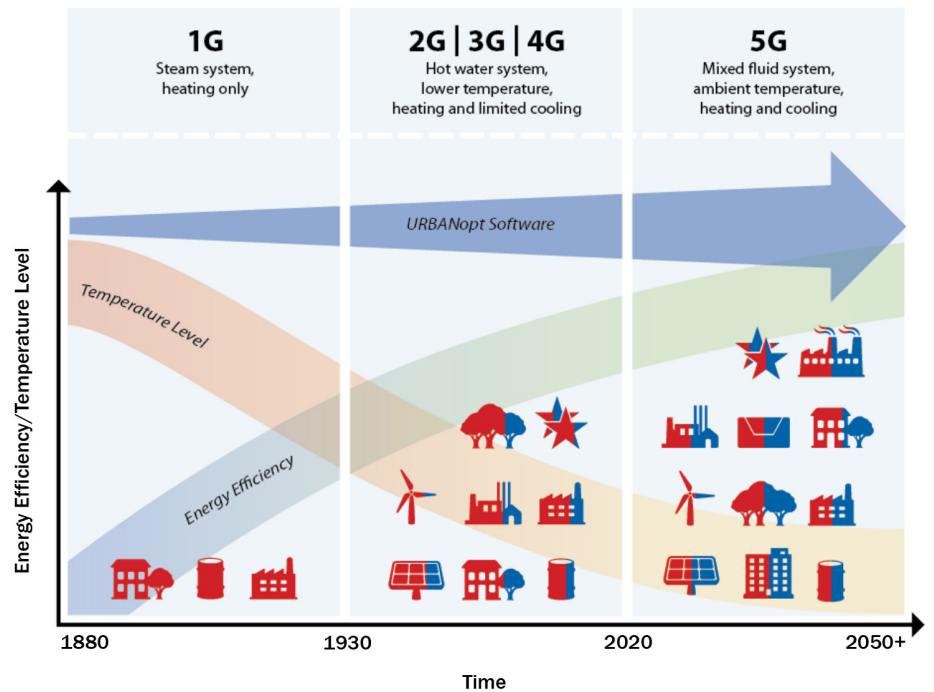 1G
Steam system,
heating only
2G | 3G | 4G
Hot water system,
lower temperature,
heating and limited cooling
5G
Mixed fluid system,
ambient temperature,
heating and cooling
URBANopt Software
Temperature Level
Energy Efficiency
Energy Efficiency/Temperature Level
1880
1930
2020
2050+
Time